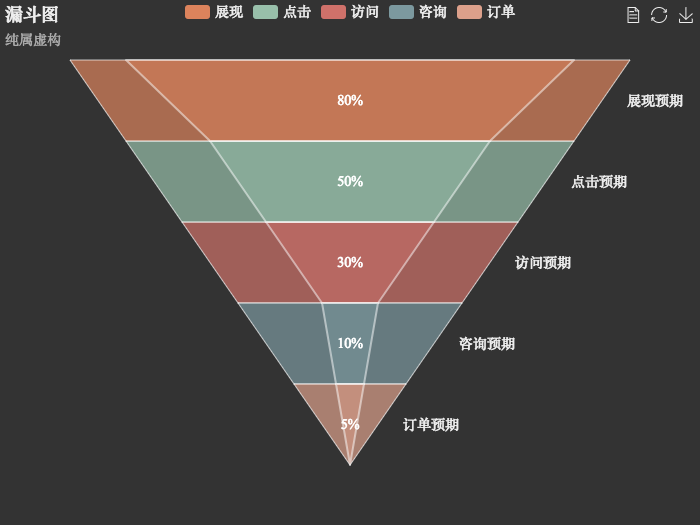 漏斗图
纯属虚构
展现 点击 访问 咨询 订单
80% 展现预期
50% 点击预期
30% 访问预期
10% 咨询预期
5% 订单预期